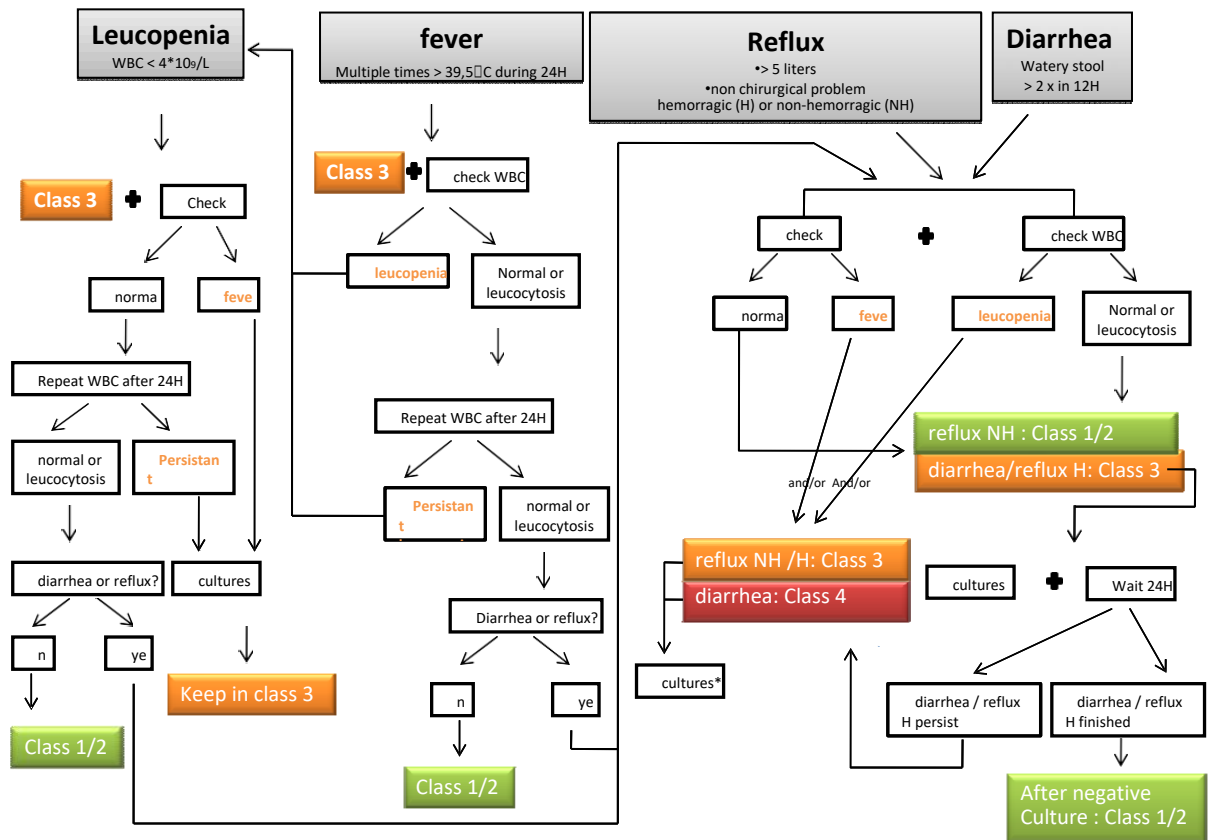 Leucopenia
WBC < 4*10₉/L
fever
Multiple times > 39,5▯C during 24H
Reflux
•> 5 liters
•non chirurgical problem
hemorragic (H) or non-hemorragic (NH)
Diarrhea
Watery stool
> 2 x in 12H
Class 3
Check
norma
feve
Repeat WBC after 24H
normal or
leucocytosis
Persistan
t
diarrhea or reflux?
cultures
n
ye
Keep in class 3
Class 1/2
Class 3
check WBC
leucopenia
Normal or
leucocytosis
Repeat WBC after 24H
Persistan
t
normal or
leucocytosis
Diarrhea or reflux?
n
ye
Class 1/2
check
check WBC
norma
feve
leucopenia
Normal or
leucocytosis
reflux NH : Class 1/2
diarrhea/reflux H: Class 3
and/or And/or
reflux NH /H: Class 3
diarrhea: Class 4
cultures*
cultures
Wait 24H
diarrhea / reflux
H persist
diarrhea / reflux
H finished
After negative
Culture : Class 1/2